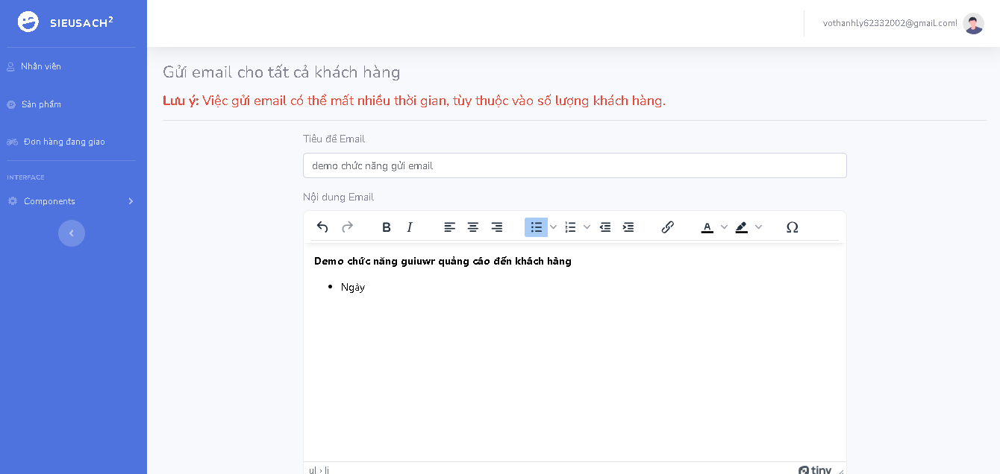 SIEUSACH2
vothanhly62332002@gmail.com!
Nhân viên
Sản phẩm
Đơn hàng đang giao
INTERFACE
Components
Gửi email cho tất cả khách hàng
Lưu ý: Việc gửi email có thể mất nhiều thời gian, tùy thuộc vào số lượng khách hàng.
Tiêu đề Email
demo chức năng gửi email
Nội dung Email
B I A Ω
Demo chức năng guiuwr quảng cáo đến khách hàng
• Ngày
ul › li
tiny